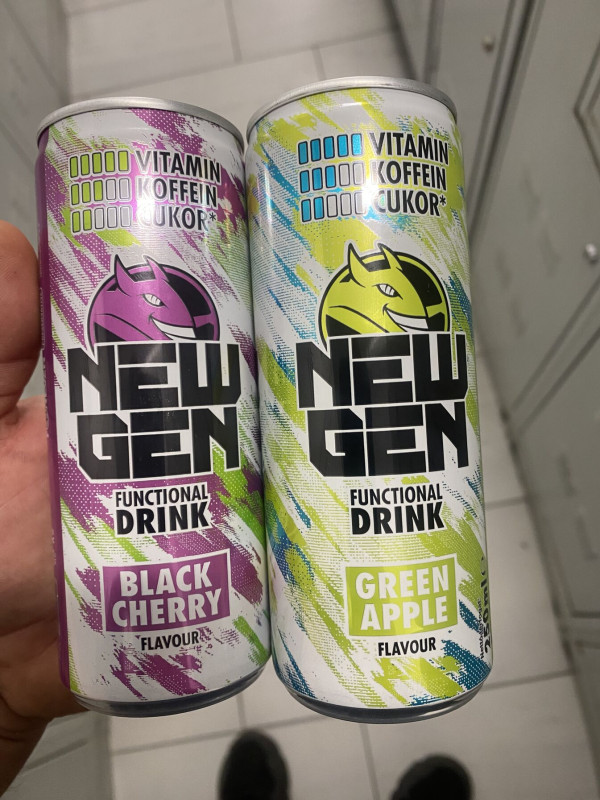 VITAMIN
KOFFEIN
CUKOR*
NEW
GEN
FUNCTIONAL
DRINK
BLACK
CHERRY
FLAVOUR
VITAMIN
KOFFEIN
CUKOR*
NEW
GEN
FUNCTIONAL
DRINK
GREEN
APPLE
FLAVOUR
250ML